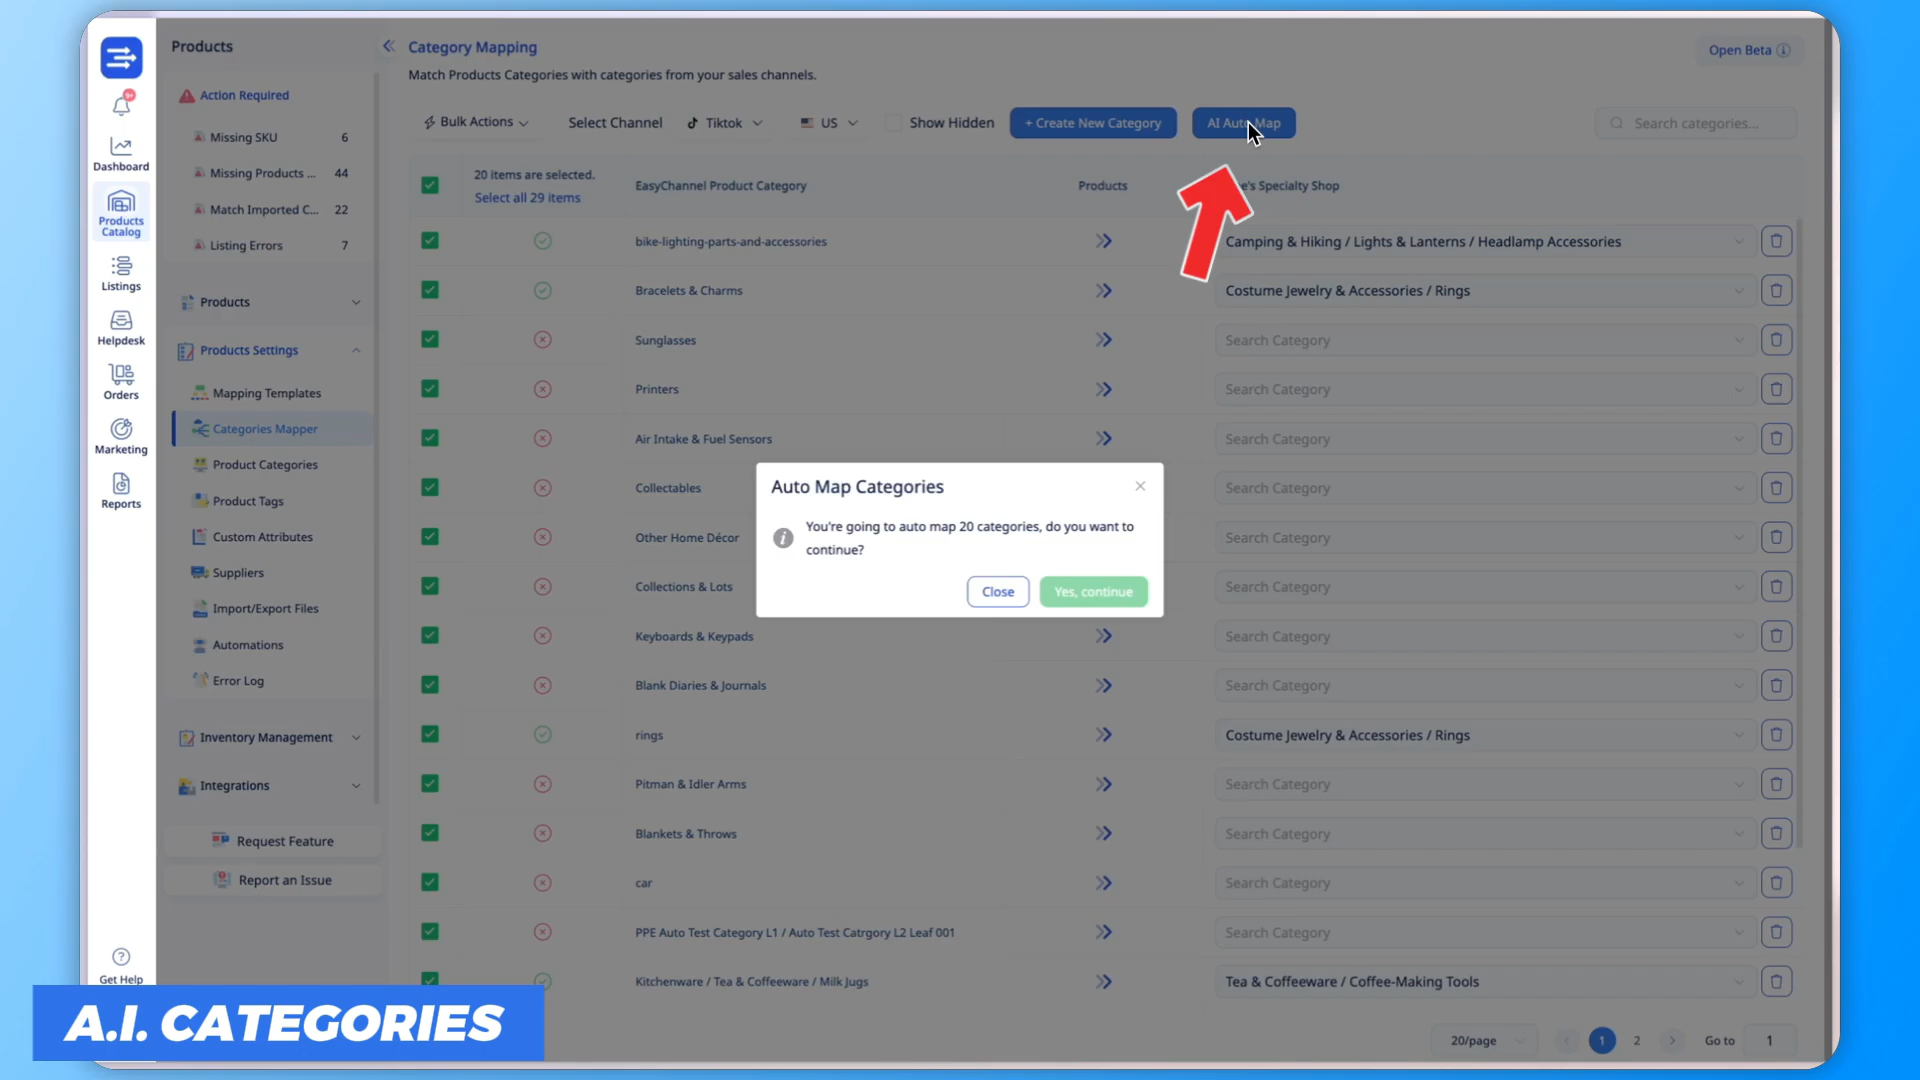 Products
Category Mapping
Open Beta
Match Products Categories with categories from your sales channels.
9+
Dashboard
Products
Catalog
Listings
Helpdesk
Orders
Marketing
Reports
Get Help
Action Required
Missing SKU 6
Missing Products ... 44
Match Imported C... 22
Listing Errors 7
Products
Products Settings
Mapping Templates
Categories Mapper
Product Categories
Product Tags
Custom Attributes
Suppliers
Import/Export Files
Automations
Error Log
Inventory Management
Integrations
Request Feature
Report an Issue
Bulk Actions Select Channel Tiktok US Show Hidden + Create New Category AI Auto Map Search categories...
20 items are selected.
Select all 29 items
EasyChannel Product Category Products e's Specialty Shop
bike-lighting-parts-and-accessories Camping & Hiking / Lights & Lanterns / Headlamp Accessories
Bracelets & Charms Costume Jewelry & Accessories / Rings
Sunglasses Search Category
Printers Search Category
Air Intake & Fuel Sensors Search Category
Collectables Search Category
Other Home Décor Search Category
Collections & Lots Search Category
Keyboards & Keypads Search Category
Blank Diaries & Journals Search Category
rings Costume Jewelry & Accessories / Rings
Pitman & Idler Arms Search Category
Blankets & Throws Search Category
car Search Category
PPE Auto Test Category L1 / Auto Test Catrgory L2 Leaf 001 Search Category
Kitchenware / Tea & Coffeeware / Milk Jugs Tea & Coffeeware / Coffee-Making Tools
Auto Map Categories
You're going to auto map 20 categories, do you want to
continue?
Close Yes, continue
20/page 1 2 Go to 1
A.I. CATEGORIES